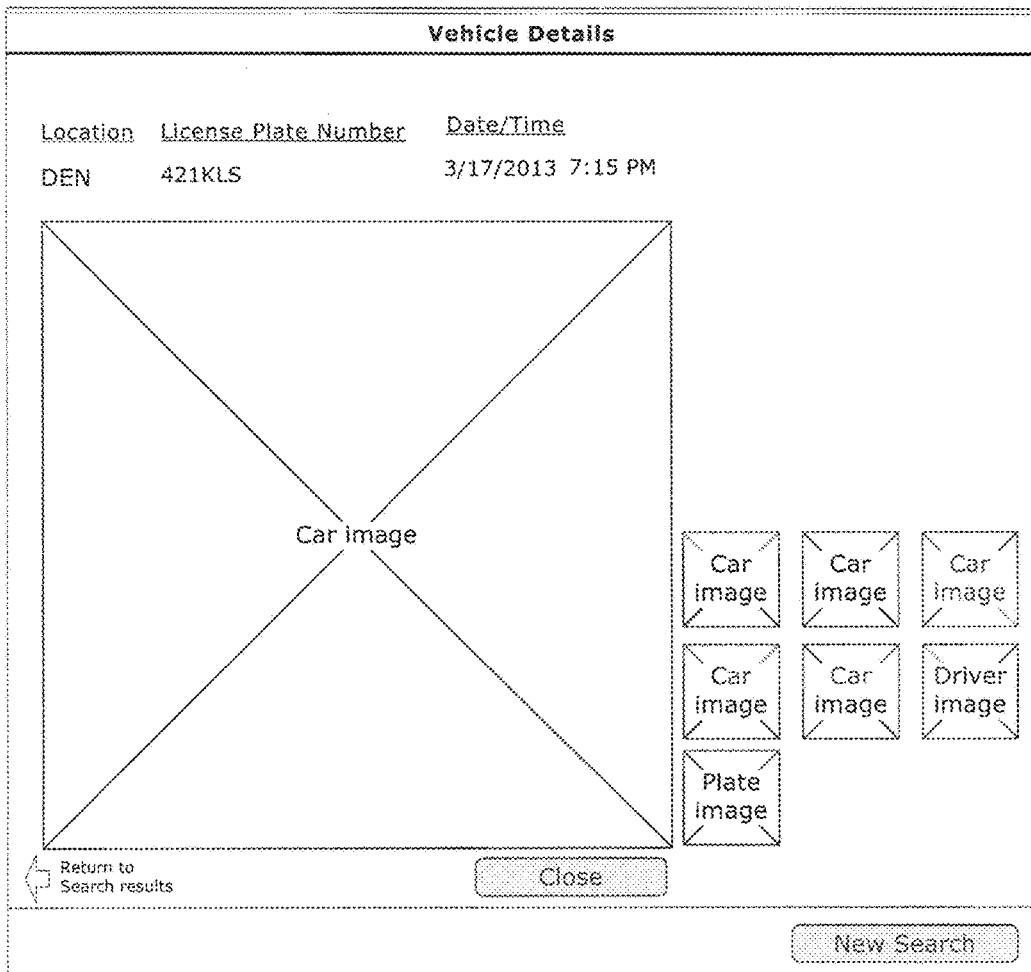 Vehicle Details
Location License Plate Number Date/Time
DEN 421KLS 3/17/2013 7:15 PM
Car image
Car
image
Car
image
Car
image
Car
image
Car
image
Driver
image
Plate
image
Return to
Search results
Close
New Search